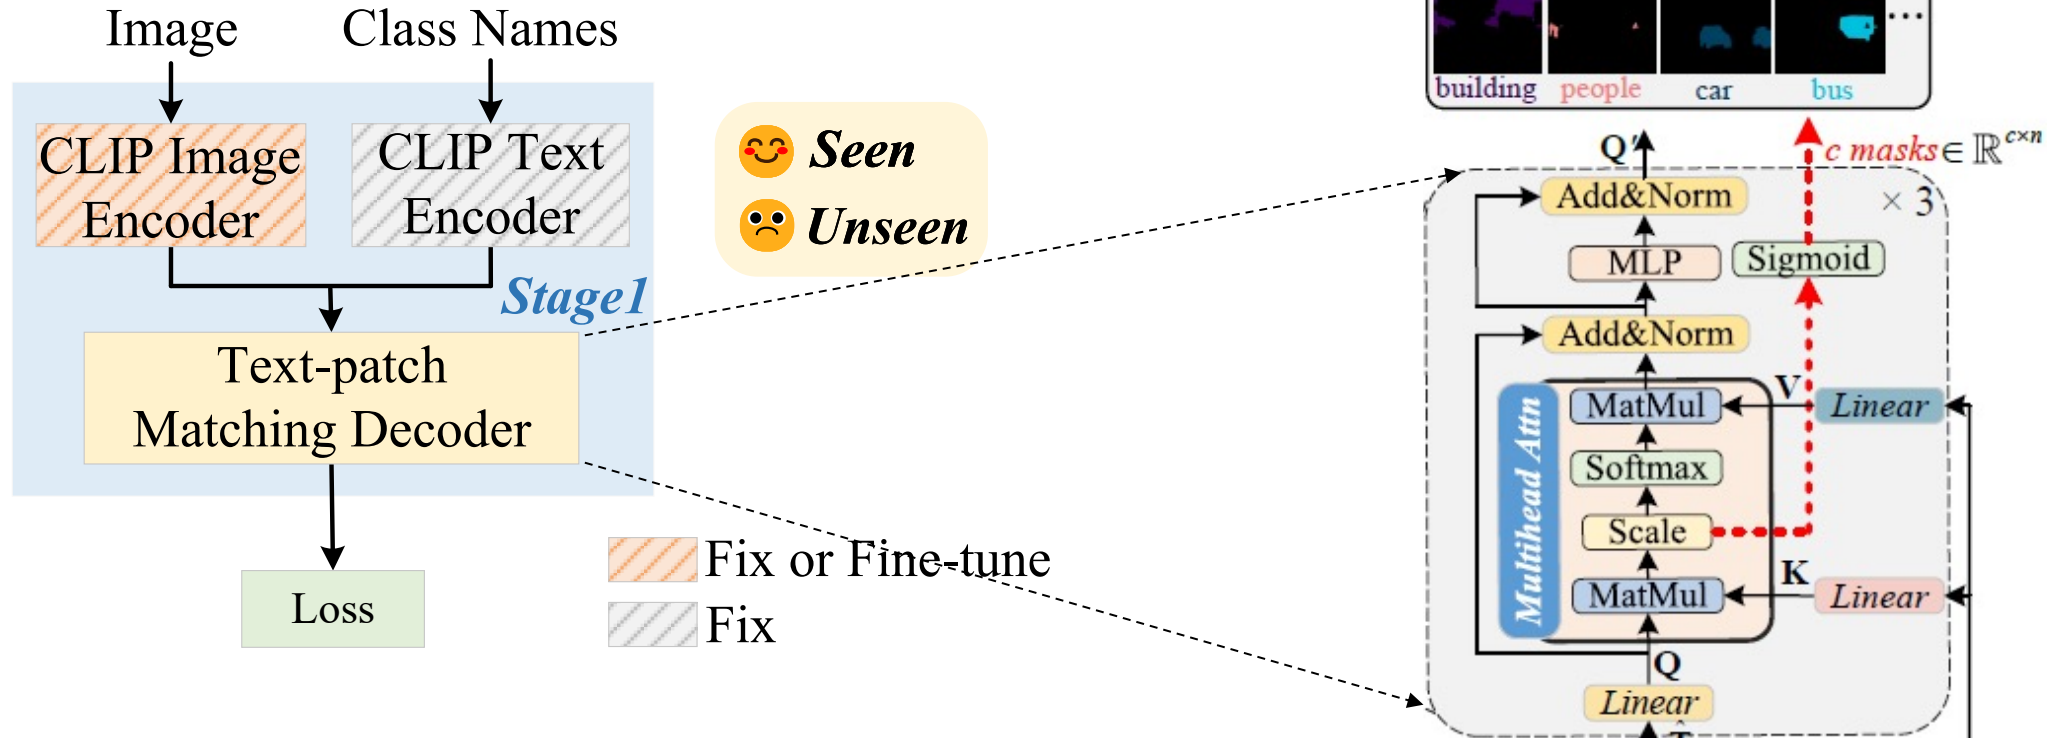 Image
Class Names
CLIP Image
Encoder
CLIP Text
Encoder
Stage1
Text-patch
Matching Decoder
Loss
Seen
Unseen
Fix or Fine-tune
Fix
building people car bus ...
Q'
c masks ∈ ℝ^{c×n}
Add&Norm
× 3
MLP
Sigmoid
Add&Norm
Multihead Attn
MatMul
V
Linear
Softmax
Scale
MatMul
K
Linear
Q
Linear